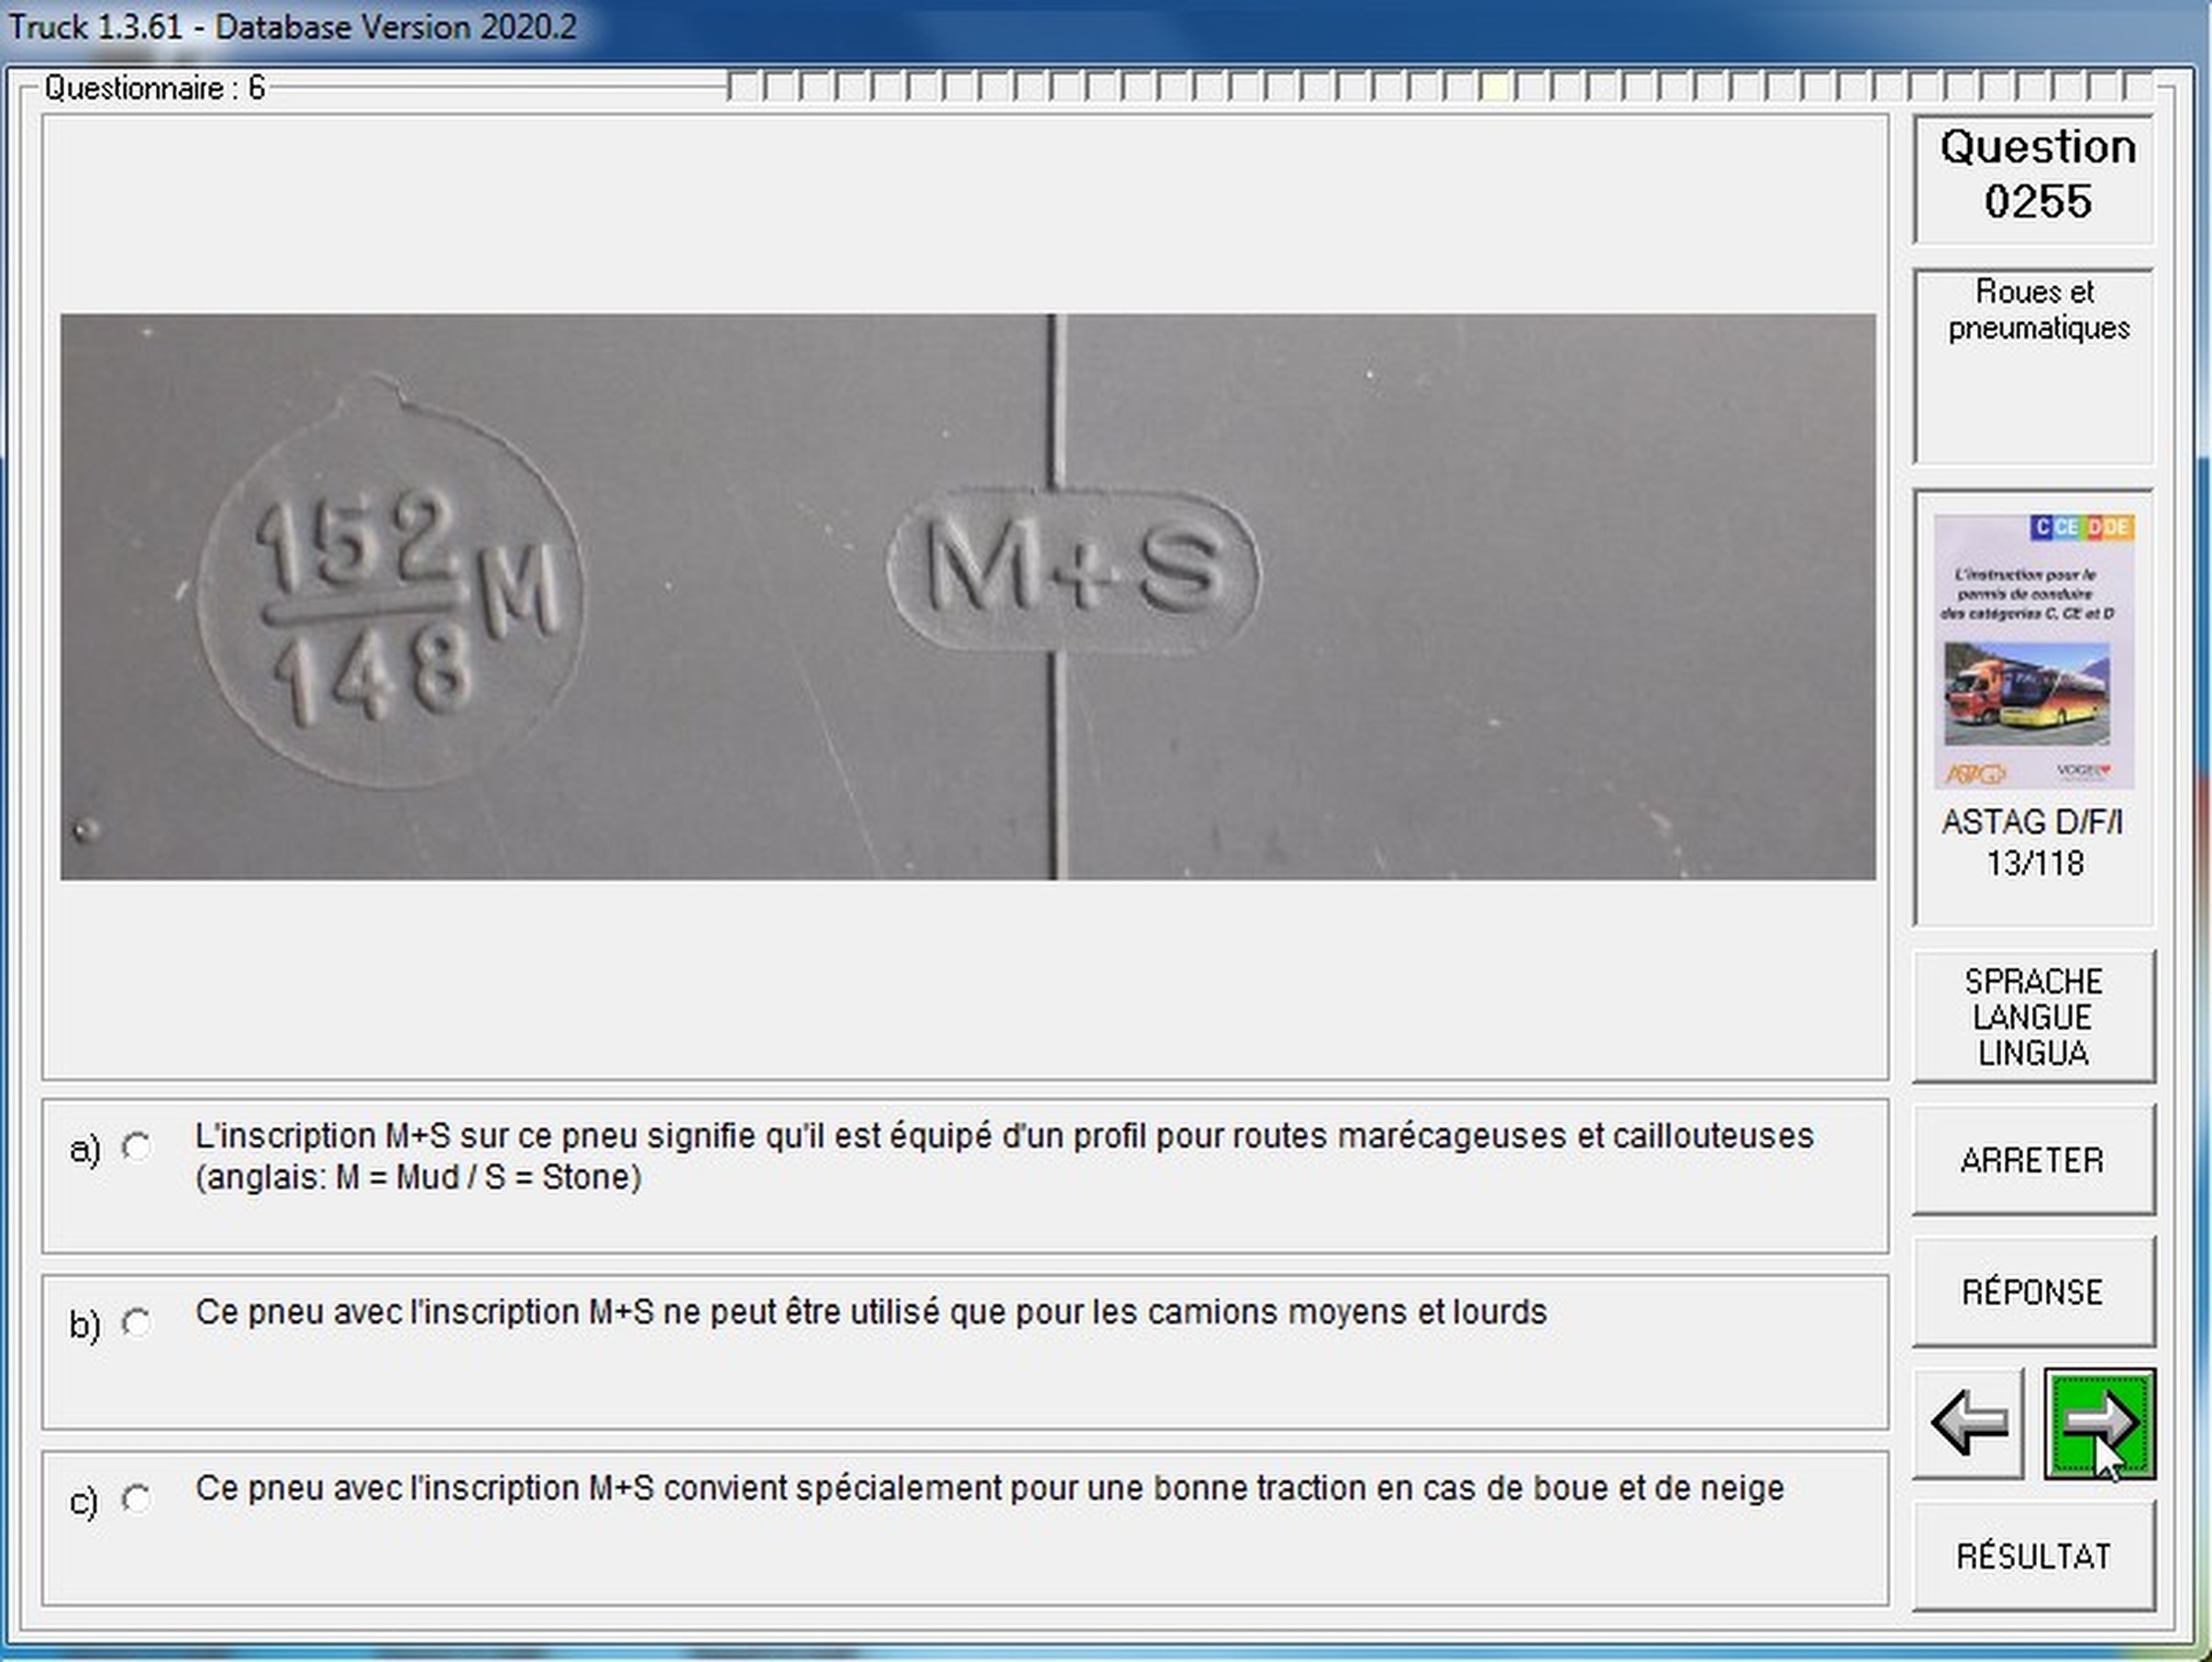 Truck 1.3.61 - Database Version 2020.2
Questionnaire : 6
Question
0255
Roues et
pneumatiques
152
148
M
M+S
C CE D DE
L'instruction pour le
permis de conduire
des catégories C, CE et D
ASTAG
VOGEL
ASTAG D/F/I
13/118
SPRACHE
LANGUE
LINGUA
a) L'inscription M+S sur ce pneu signifie qu'il est équipé d'un profil pour routes marécageuses et caillouteuses
(anglais: M = Mud / S = Stone)
ARRETER
b) Ce pneu avec l'inscription M+S ne peut être utilisé que pour les camions moyens et lourds
RÉPONSE
c) Ce pneu avec l'inscription M+S convient spécialement pour une bonne traction en cas de boue et de neige
RÉSULTAT